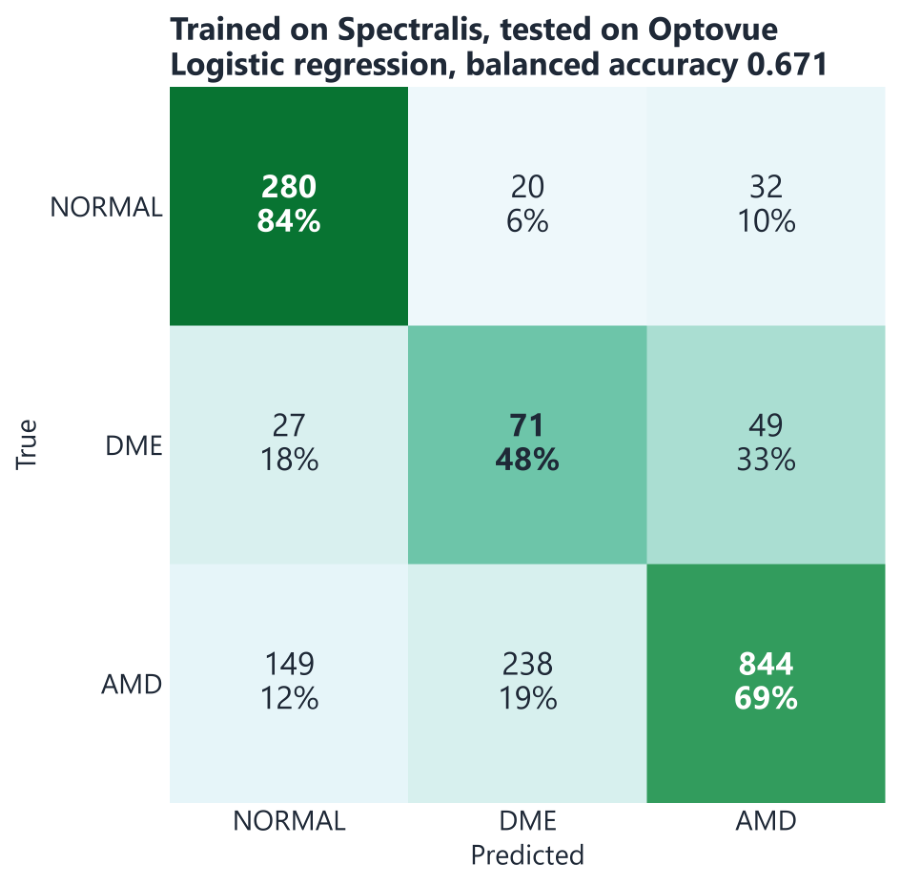 Trained on Spectralis, tested on Optovue
Logistic regression, balanced accuracy 0.671
True
NORMAL
280
84%
20
6%
32
10%
DME
27
18%
71
48%
49
33%
AMD
149
12%
238
19%
844
69%
NORMAL
DME
AMD
Predicted